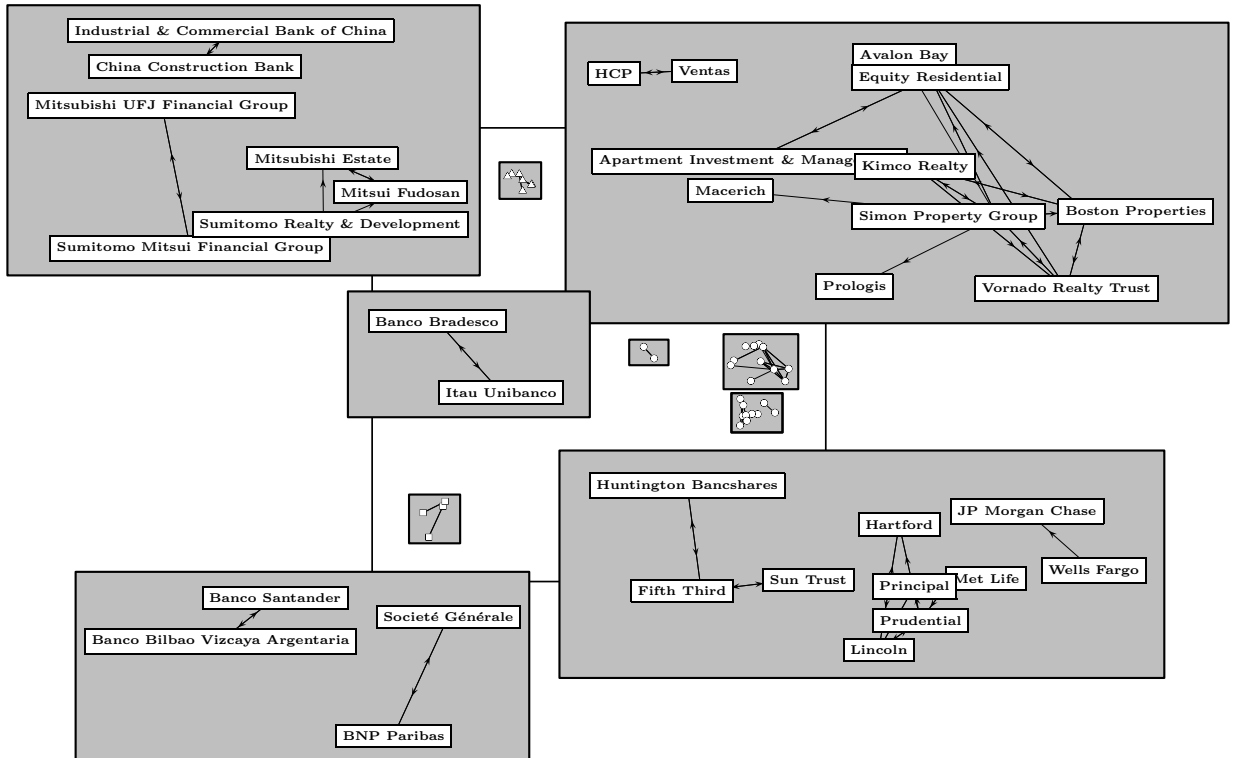 Industrial & Commercial Bank of China
China Construction Bank
Mitsubishi UFJ Financial Group
Mitsubishi Estate
Mitsui Fudosan
Sumitomo Realty & Development
Sumitomo Mitsui Financial Group
HCP
Ventas
Avalon Bay
Equity Residential
Apartment Investment & Manag
Kimco Realty
Macerich
Simon Property Group
Boston Properties
Prologis
Vornado Realty Trust
Banco Bradesco
Itau Unibanco
Huntington Bancshares
JP Morgan Chase
Hartford
Wells Fargo
Sun Trust
Met Life
Fifth Third
Principal
Prudential
Lincoln
Banco Santander
Societé Générale
Banco Bilbao Vizcaya Argentaria
BNP Paribas